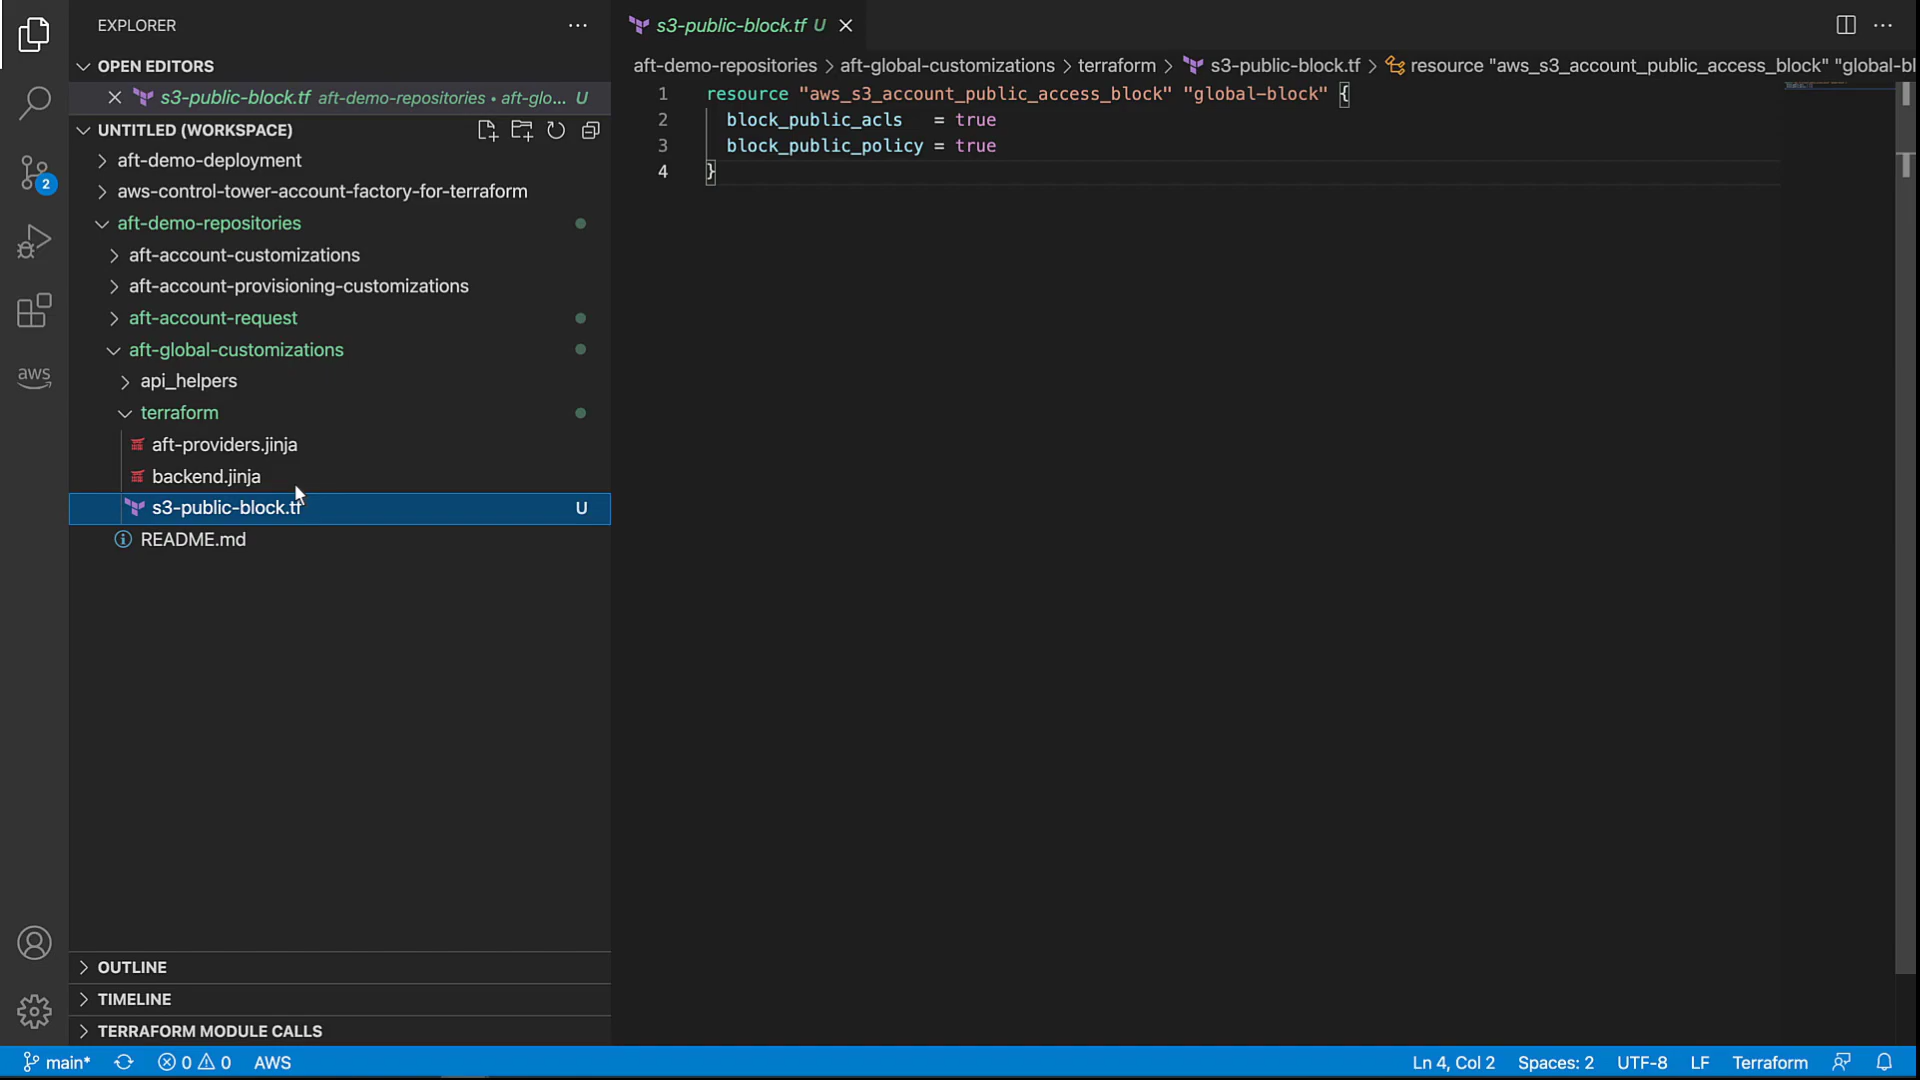 EXPLORER
s3-public-block.tf U
OPEN EDITORS
s3-public-block.tf aft-demo-repositories • aft-glo... U
UNTITLED (WORKSPACE)
aft-demo-deployment
aws-control-tower-account-factory-for-terraform
aft-demo-repositories
aft-account-customizations
aft-account-provisioning-customizations
aft-account-request
aft-global-customizations
api_helpers
terraform
aft-providers.jinja
backend.jinja
s3-public-block.tf U
README.md
OUTLINE
TIMELINE
TERRAFORM MODULE CALLS
2
aws
aft-demo-repositories > aft-global-customizations > terraform > s3-public-block.tf > resource "aws_s3_account_public_access_block" "global-bl
1 resource "aws_s3_account_public_access_block" "global-block" {
2 block_public_acls = true
3 block_public_policy = true
4 }
main* 0 0 AWS Ln 4, Col 2 Spaces: 2 UTF-8 LF Terraform